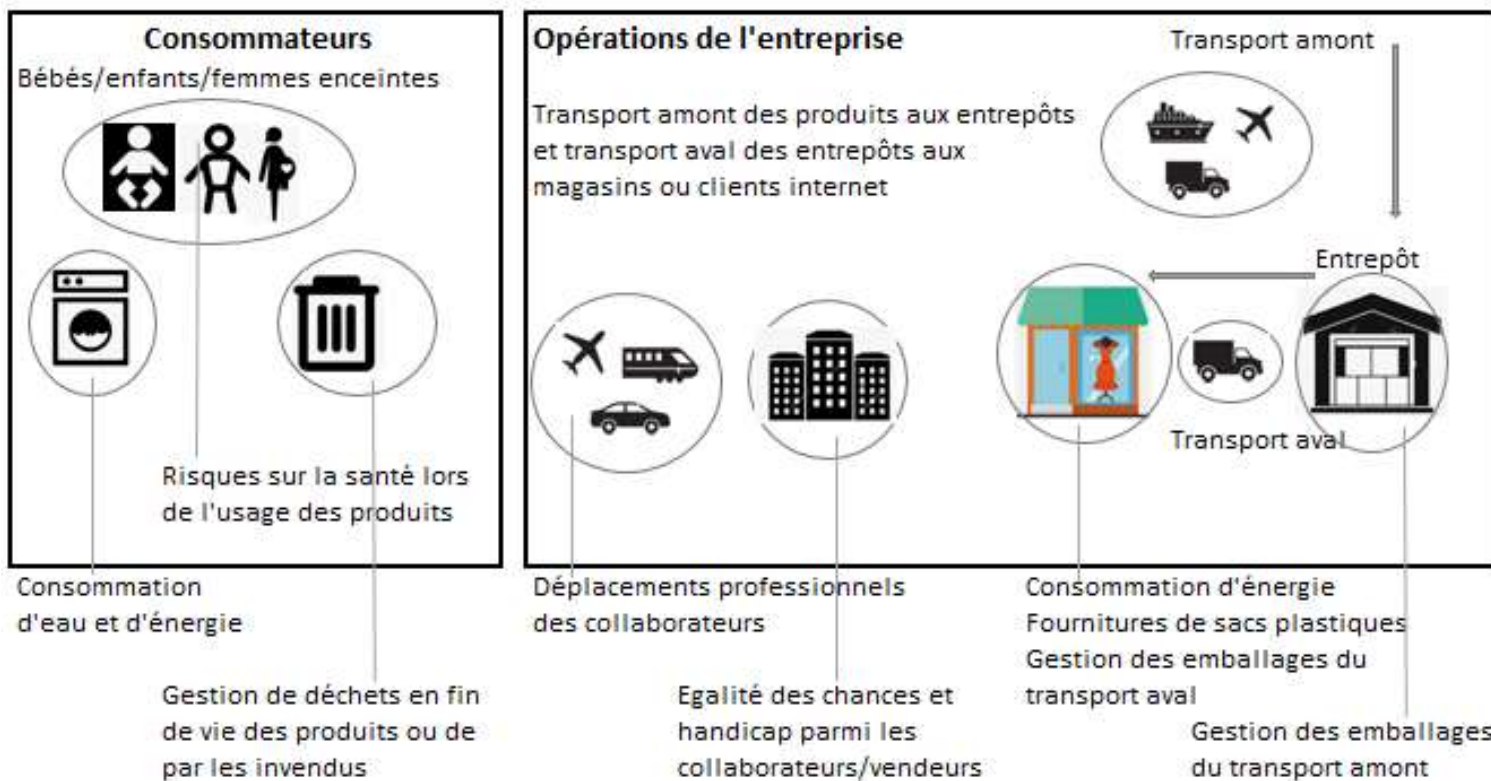 Consommateurs
Bébés/enfants/femmes enceintes
Risques sur la santé lors
de l'usage des produits
Consommation
d'eau et d'énergie
Gestion de déchets en fin
de vie des produits ou de
par les invendus
Opérations de l'entreprise
Transport amont des produits aux entrepôts
et transport aval des entrepôts aux
magasins ou clients internet
Transport amont
Entrepôt
Transport aval
Déplacements professionnels
des collaborateurs
Egalité des chances et
handicap parmi les
collaborateurs/vendeurs
Consommation d'énergie
Fournitures de sacs plastiques
Gestion des emballages du
transport aval
Gestion des emballages
du transport amont